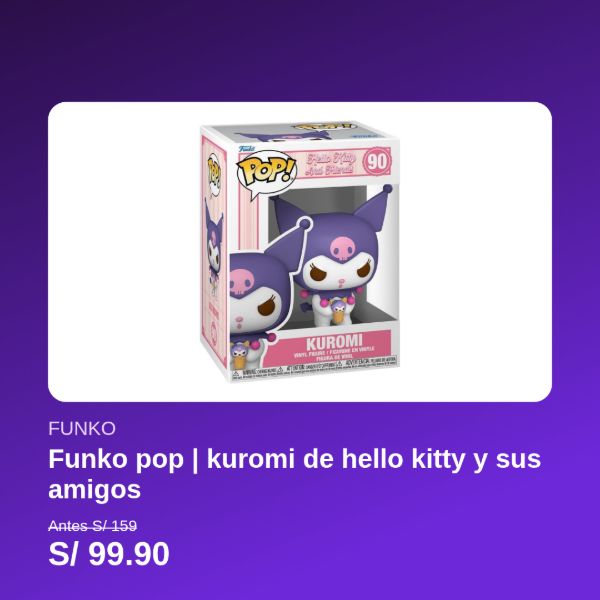 Funko
POP!
Hello Kitty
And Friends
90
KUROMI
VINYL FIGURE / FIGURINE EN VINYLE
FIGURA DE VINIL
FUNKO
Funko pop | kuromi de hello kitty y sus
amigos
Antes S/ 159
S/ 99.90